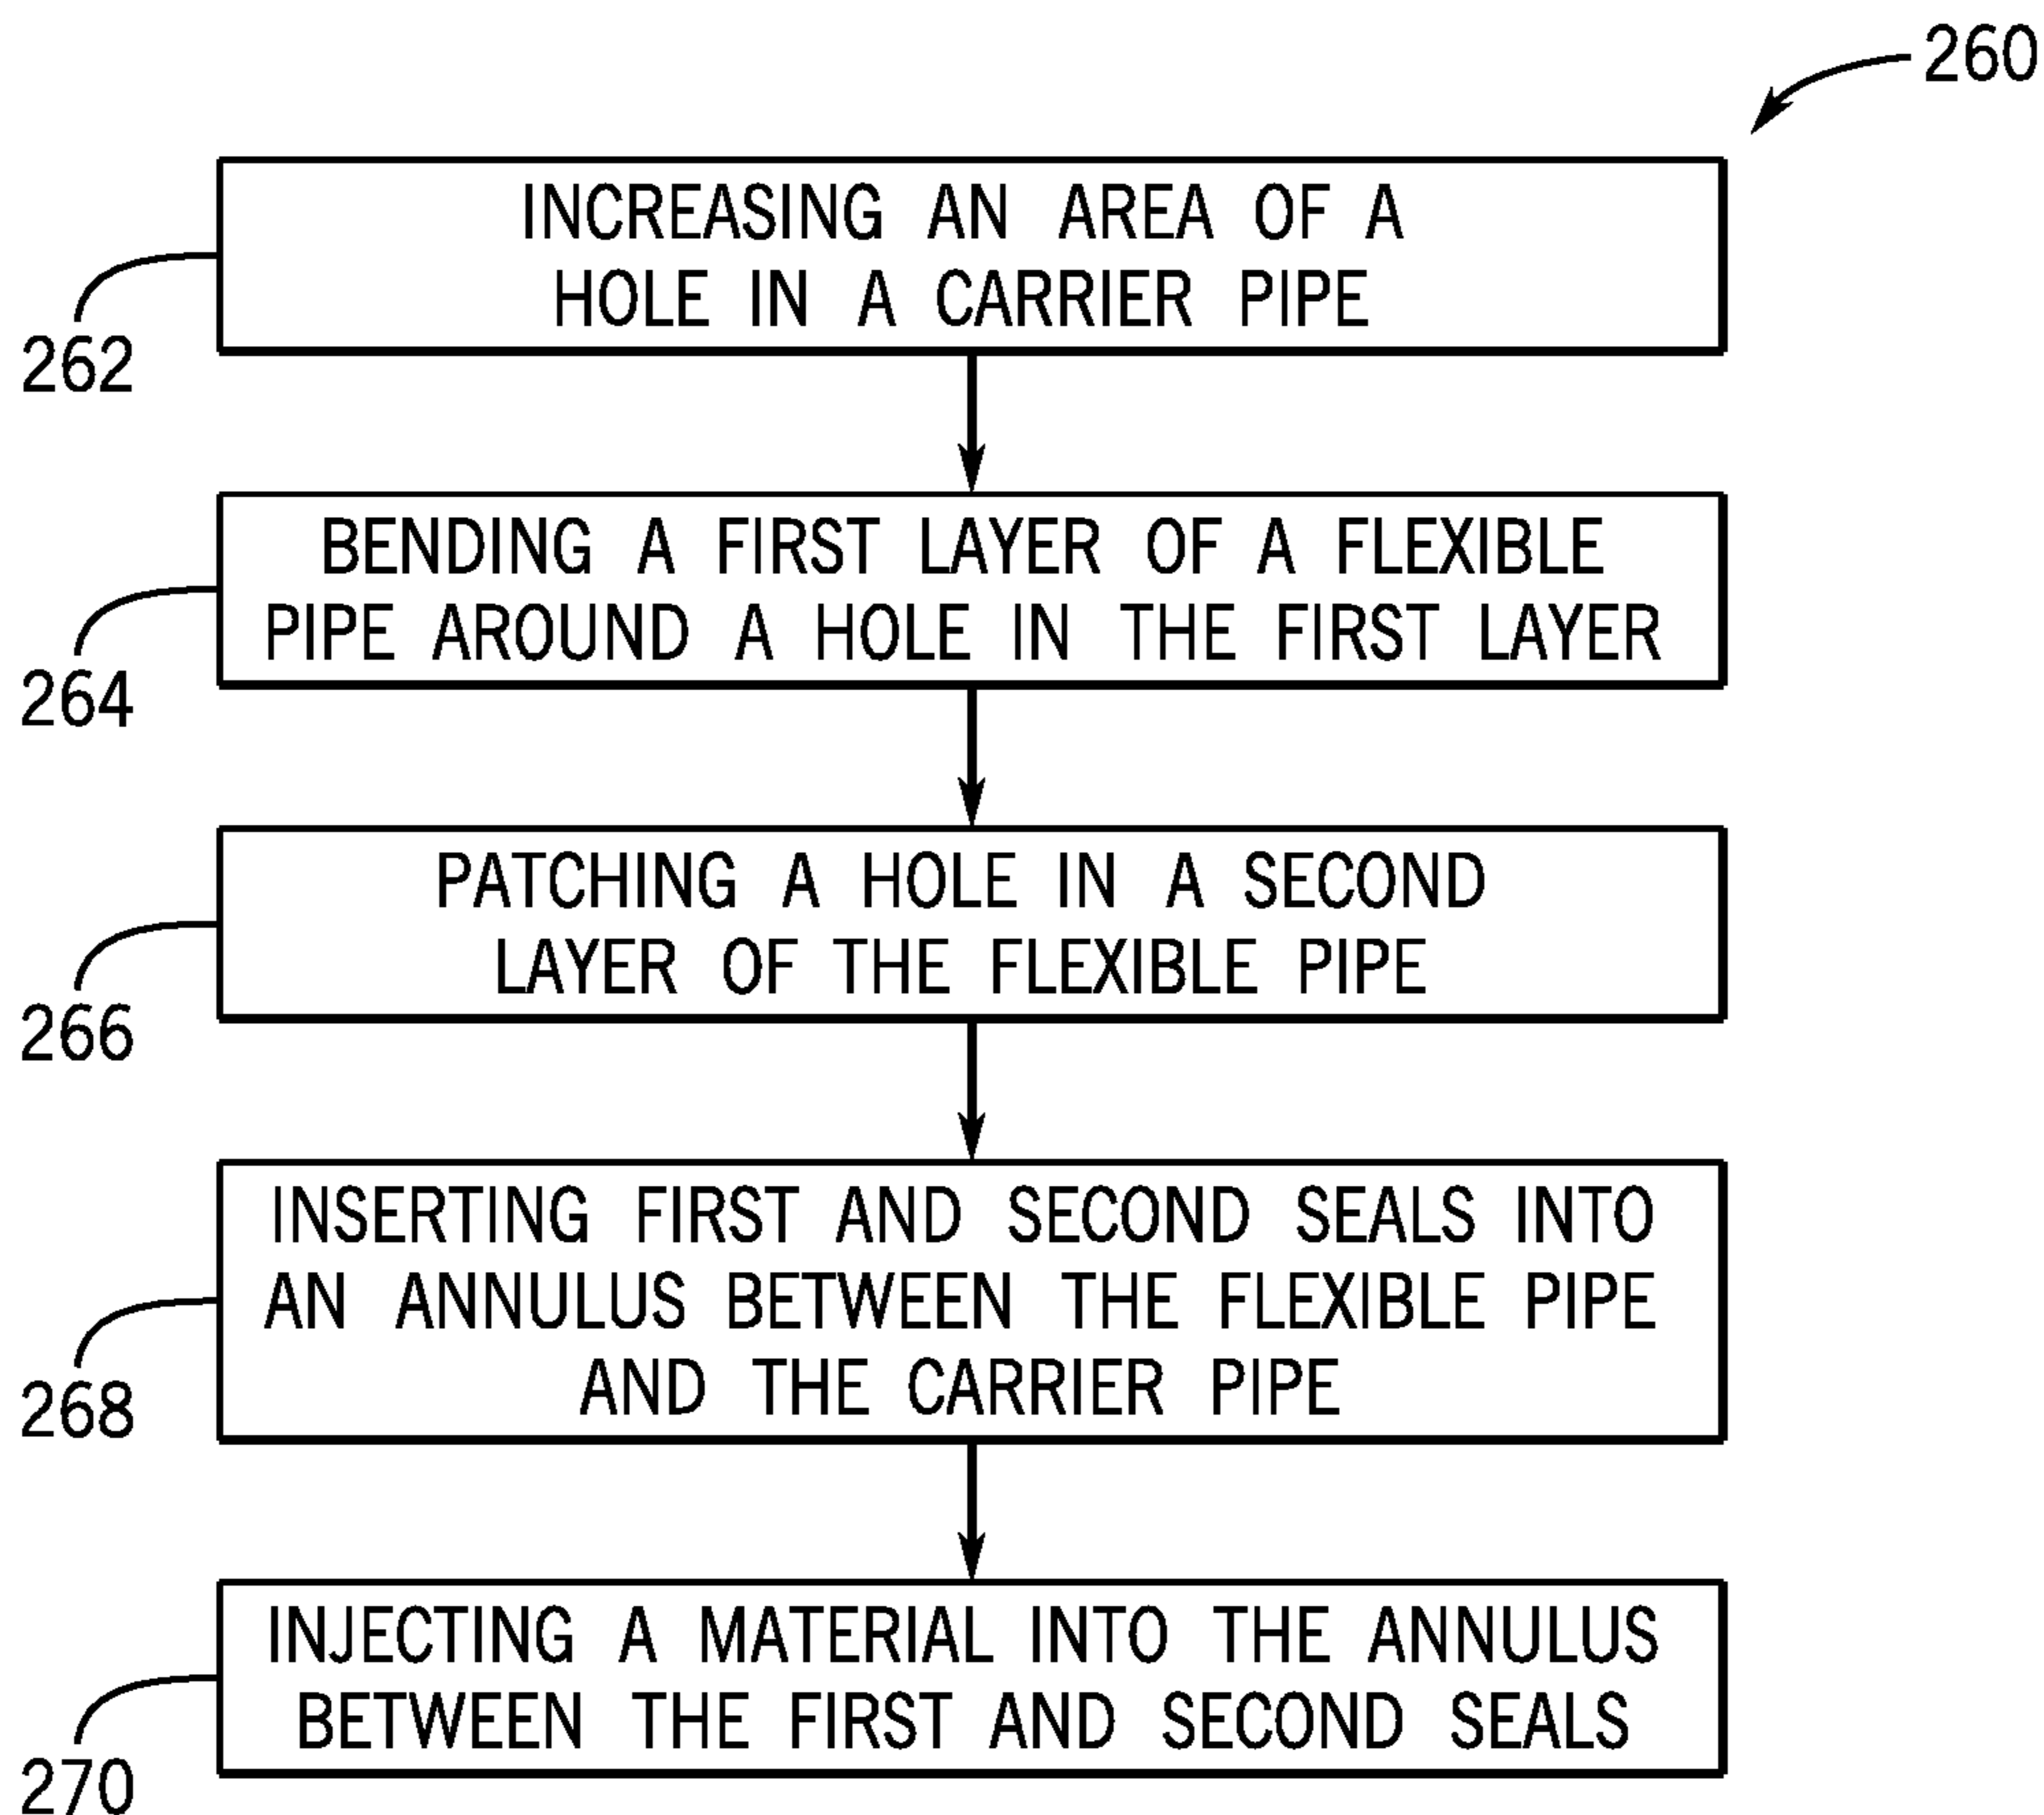 260
INCREASING AN AREA OF A
HOLE IN A CARRIER PIPE
262
BENDING A FIRST LAYER OF A FLEXIBLE
PIPE AROUND A HOLE IN THE FIRST LAYER
264
PATCHING A HOLE IN A SECOND
LAYER OF THE FLEXIBLE PIPE
266
INSERTING FIRST AND SECOND SEALS INTO
AN ANNULUS BETWEEN THE FLEXIBLE PIPE
AND THE CARRIER PIPE
268
INJECTING A MATERIAL INTO THE ANNULUS
BETWEEN THE FIRST AND SECOND SEALS
270